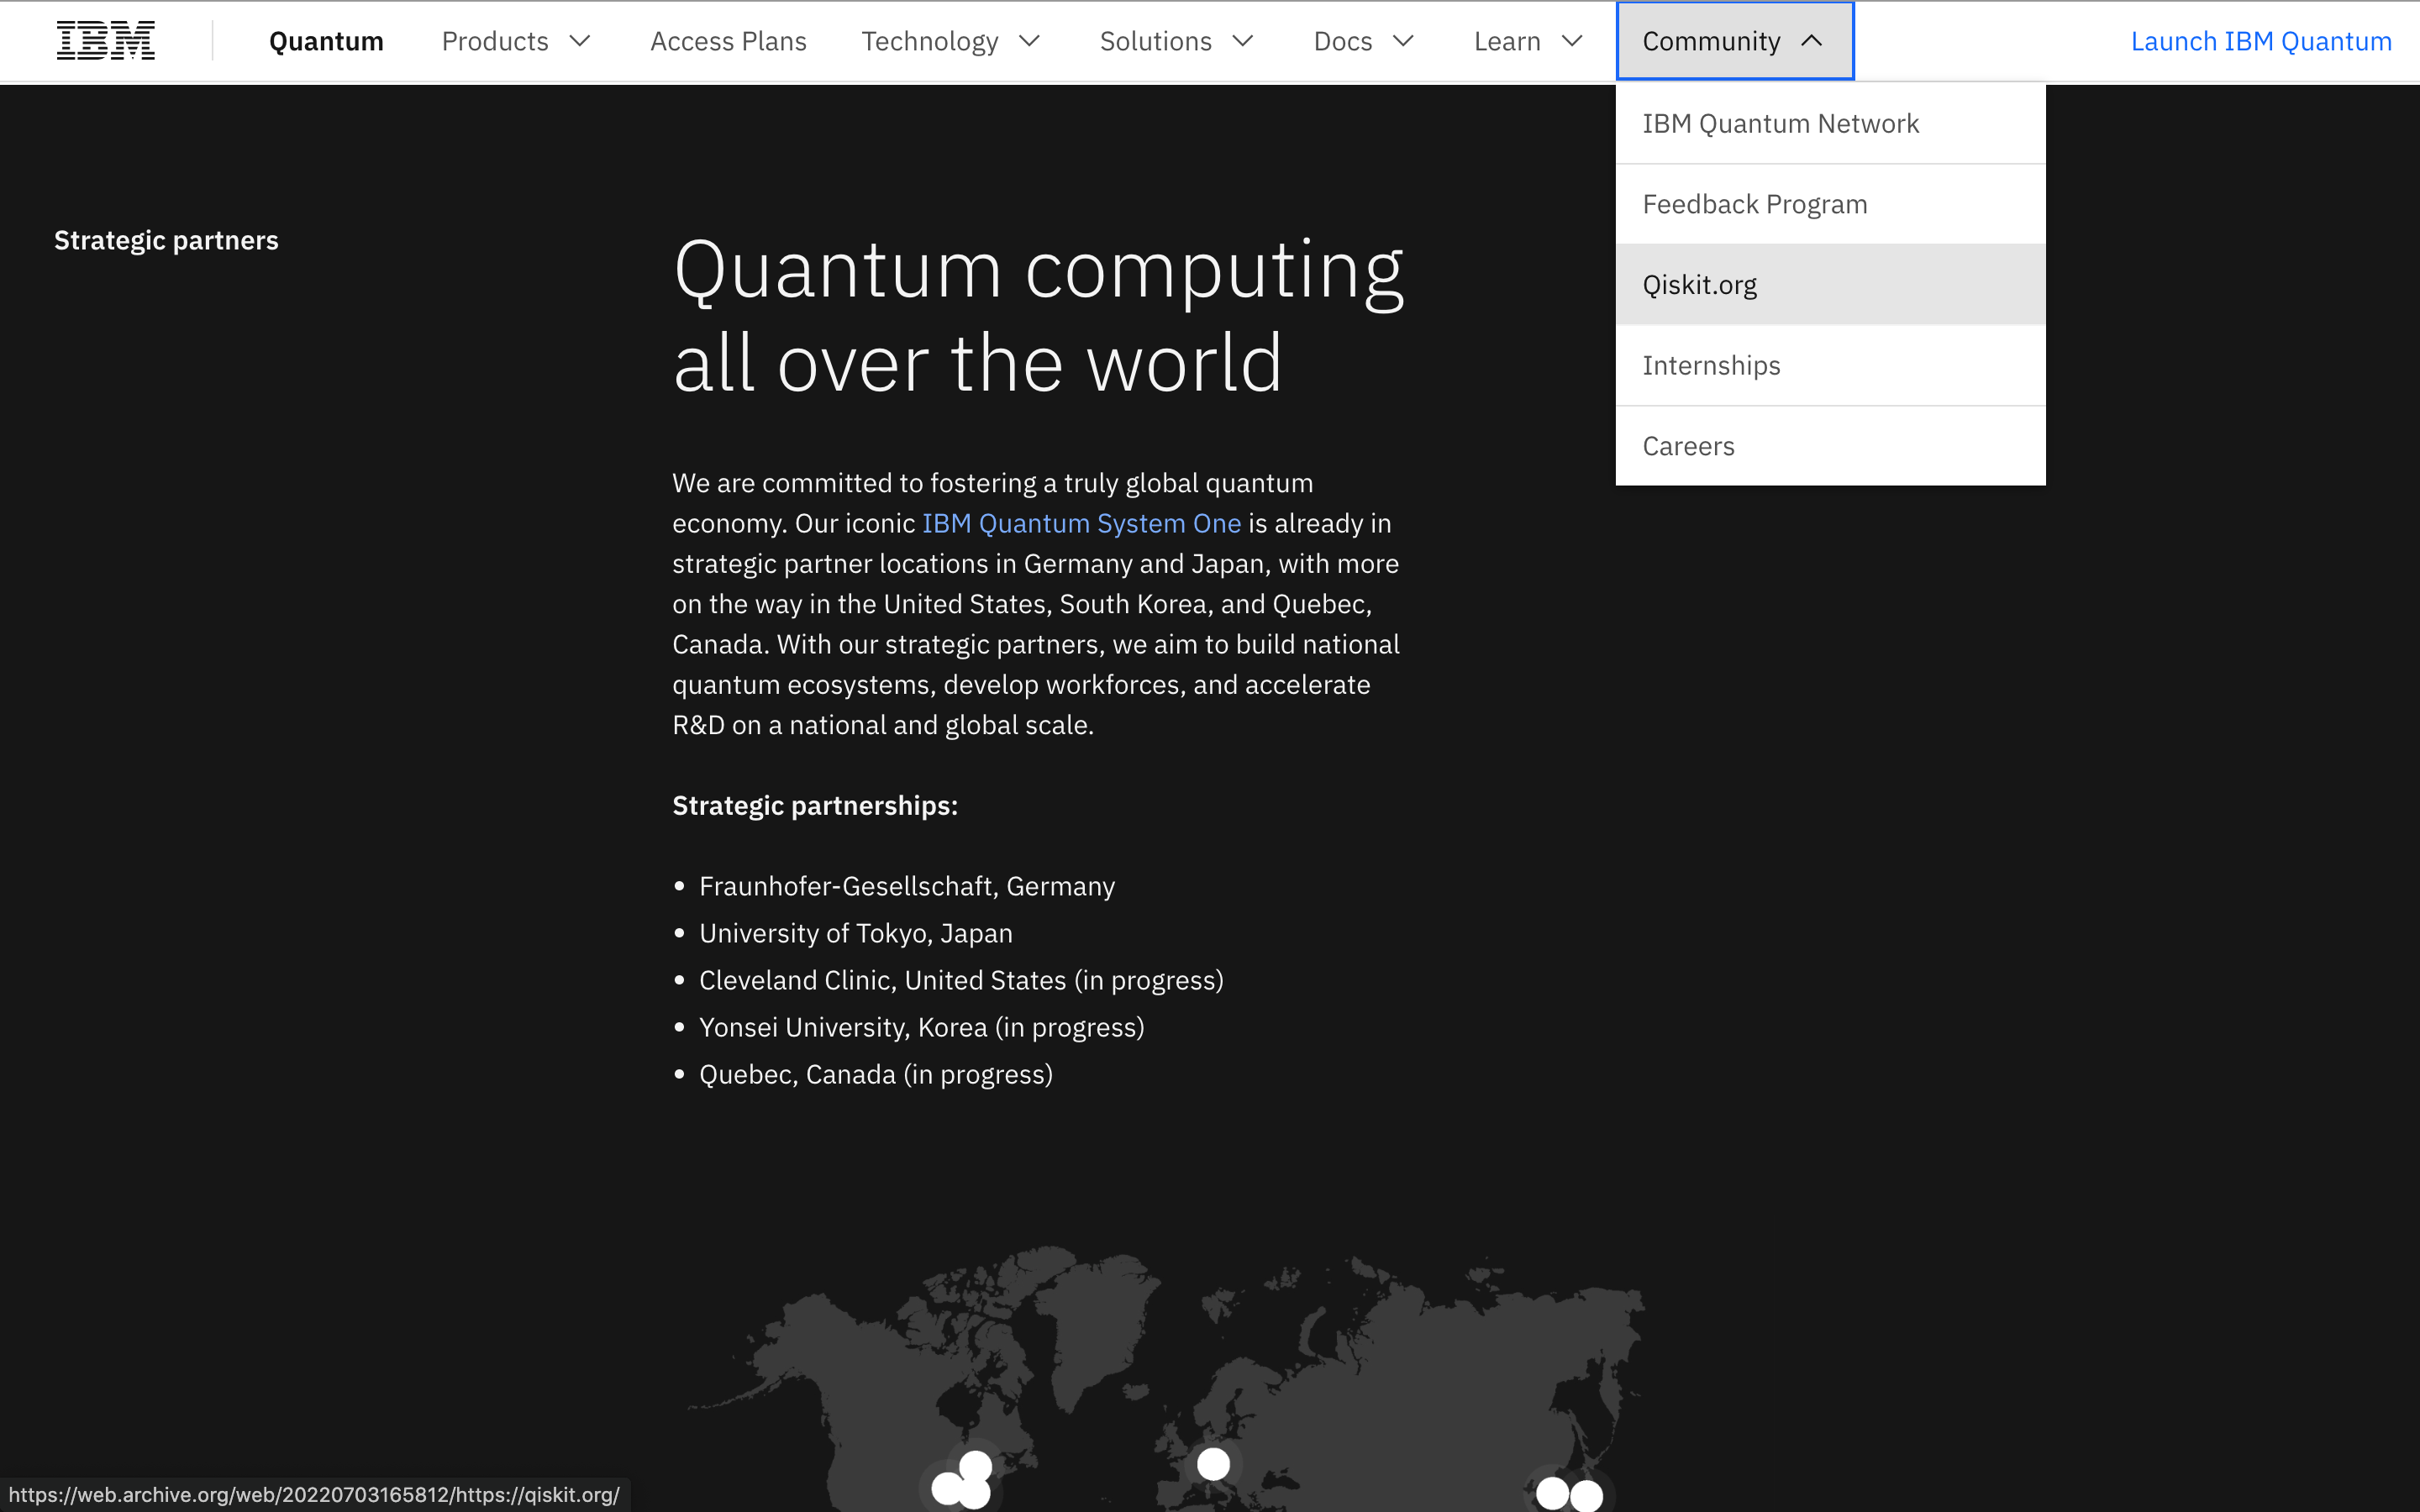 IBM Quantum Products Access Plans Technology Solutions Docs Learn Community Launch IBM Quantum
IBM Quantum Network
Feedback Program
Qiskit.org
Internships
Careers
Strategic partners
Quantum computing
all over the world
We are committed to fostering a truly global quantum
economy. Our iconic IBM Quantum System One is already in
strategic partner locations in Germany and Japan, with more
on the way in the United States, South Korea, and Quebec,
Canada. With our strategic partners, we aim to build national
quantum ecosystems, develop workforces, and accelerate
R&D on a national and global scale.
Strategic partnerships:
• Fraunhofer-Gesellschaft, Germany
• University of Tokyo, Japan
• Cleveland Clinic, United States (in progress)
• Yonsei University, Korea (in progress)
• Quebec, Canada (in progress)
https://web.archive.org/web/20220703165812/https://qiskit.org/